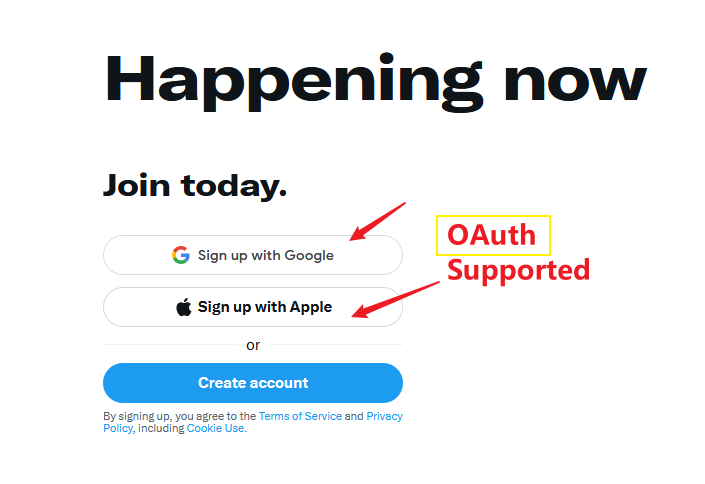 Happening now
Join today.
Sign up with Google
OAuth
Supported
Sign up with Apple
or
Create account
By signing up, you agree to the Terms of Service and Privacy
Policy, including Cookie Use.